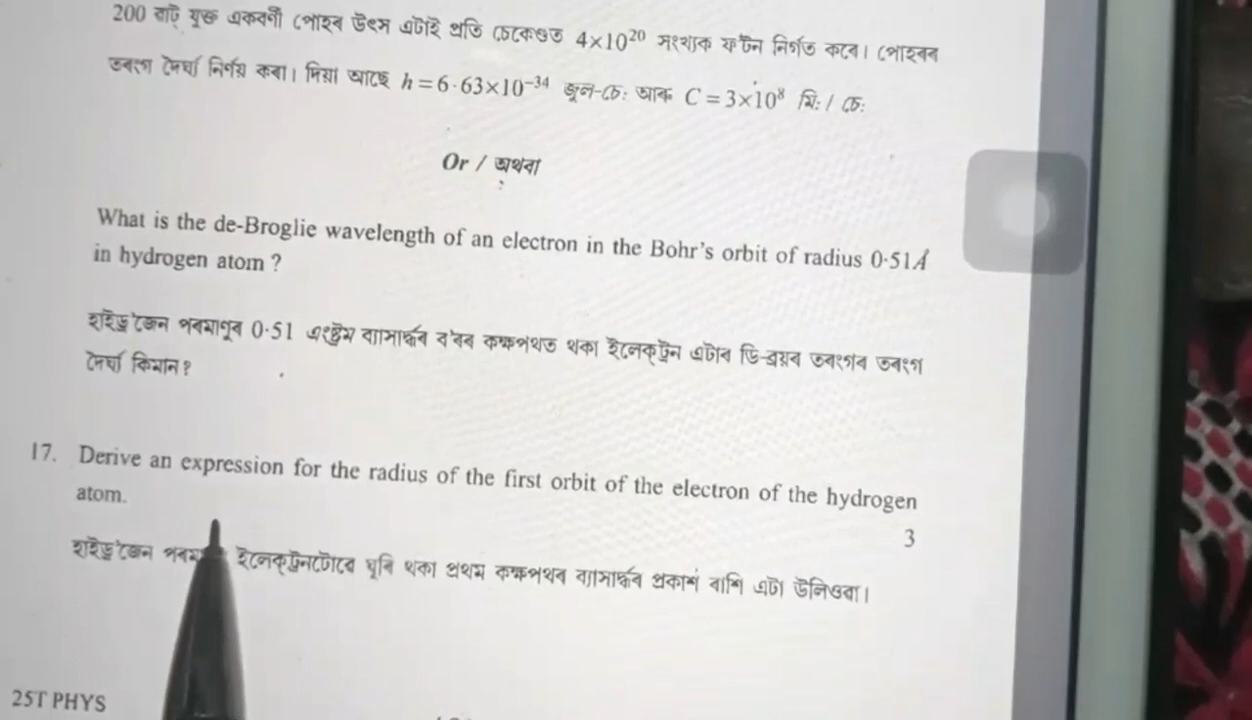 200 ৱাট্ যুক্ত একবৰ্ণী পোহৰ উৎস এটাই প্ৰতি চেকেণ্ডত 4×10²⁰ সংখ্যক ফ'টন নিৰ্গত কৰে। পোহৰৰ
তৰংগ দৈৰ্ঘ্য নিৰ্ণয় কৰা। দিয়া আছে h = 6·63×10⁻³⁴ জুল-চে: আৰু C = 3×10⁸ মি: / চে:
Or / অথবা
What is the de-Broglie wavelength of an electron in the Bohr's orbit of radius 0·51Å
in hydrogen atom ?
হাইড্ৰ'জেন পৰমাণুৰ 0·51 এংষ্ট্ৰম ব্যাসাৰ্দ্ধৰ ব'ৰৰ কক্ষপথত থকা ইলেক্ট্ৰন এটাৰ ডি-ব্ৰয়ৰ তৰংগৰ তৰংগ
দৈৰ্ঘ্য কিমান ?
17. Derive an expression for the radius of the first orbit of the electron of the hydrogen
atom.
3
হাইড্ৰ'জেন ইলেক্ট্ৰনটোৱে ঘূৰি থকা প্ৰথম কক্ষপথৰ ব্যাসাৰ্দ্ধৰ প্ৰকাশ ৰাশি এটা উলিওৱা।
25T PHYS